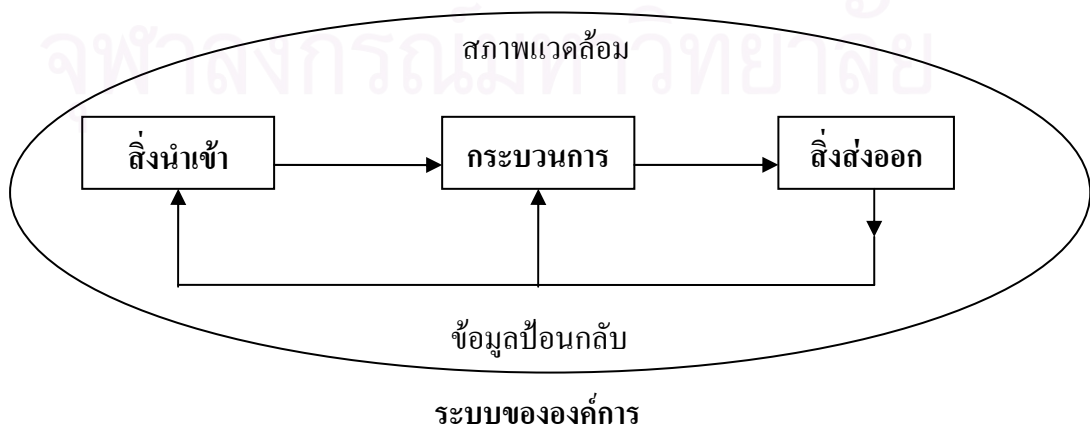 จุฬาลงกรณ์มหาวิทยาลัย
สภาพแวดล้อม
สิ่งนำเข้า
กระบวนการ
สิ่งส่งออก
ข้อมูลป้อนกลับ
ระบบขององค์การ